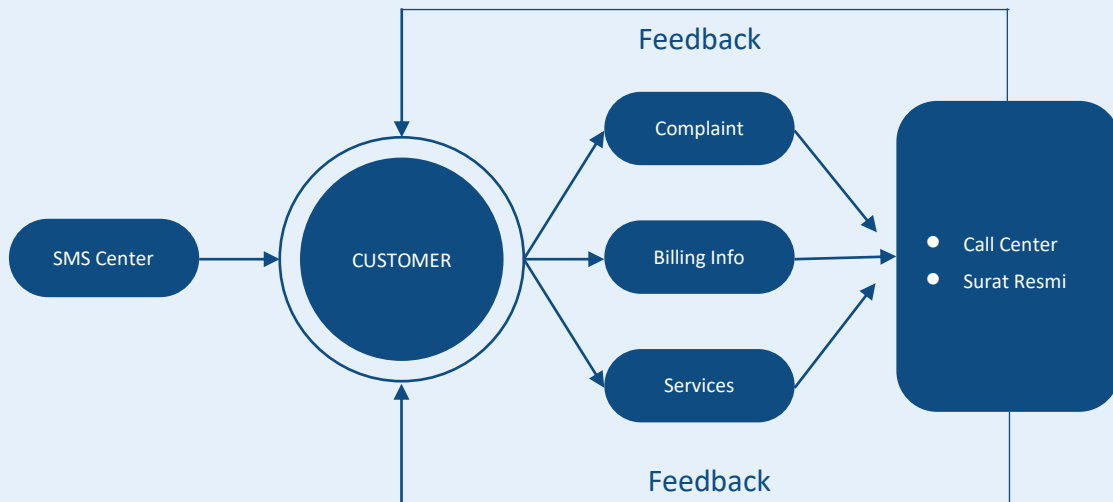 Feedback
Complaint
SMS Center
CUSTOMER
Billing Info
Call Center
Surat Resmi
Services
Feedback